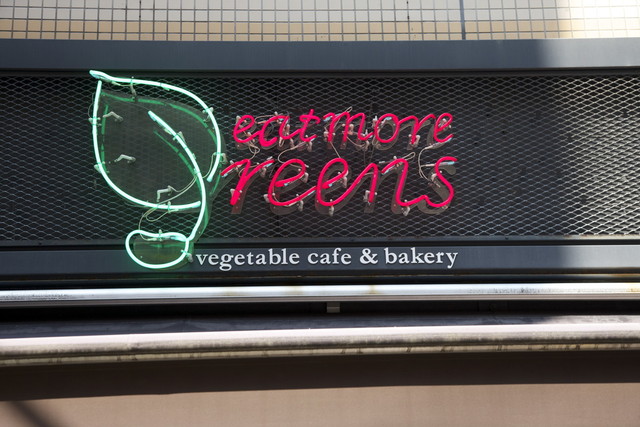 eatmore
greens
vegetable cafe & bakery